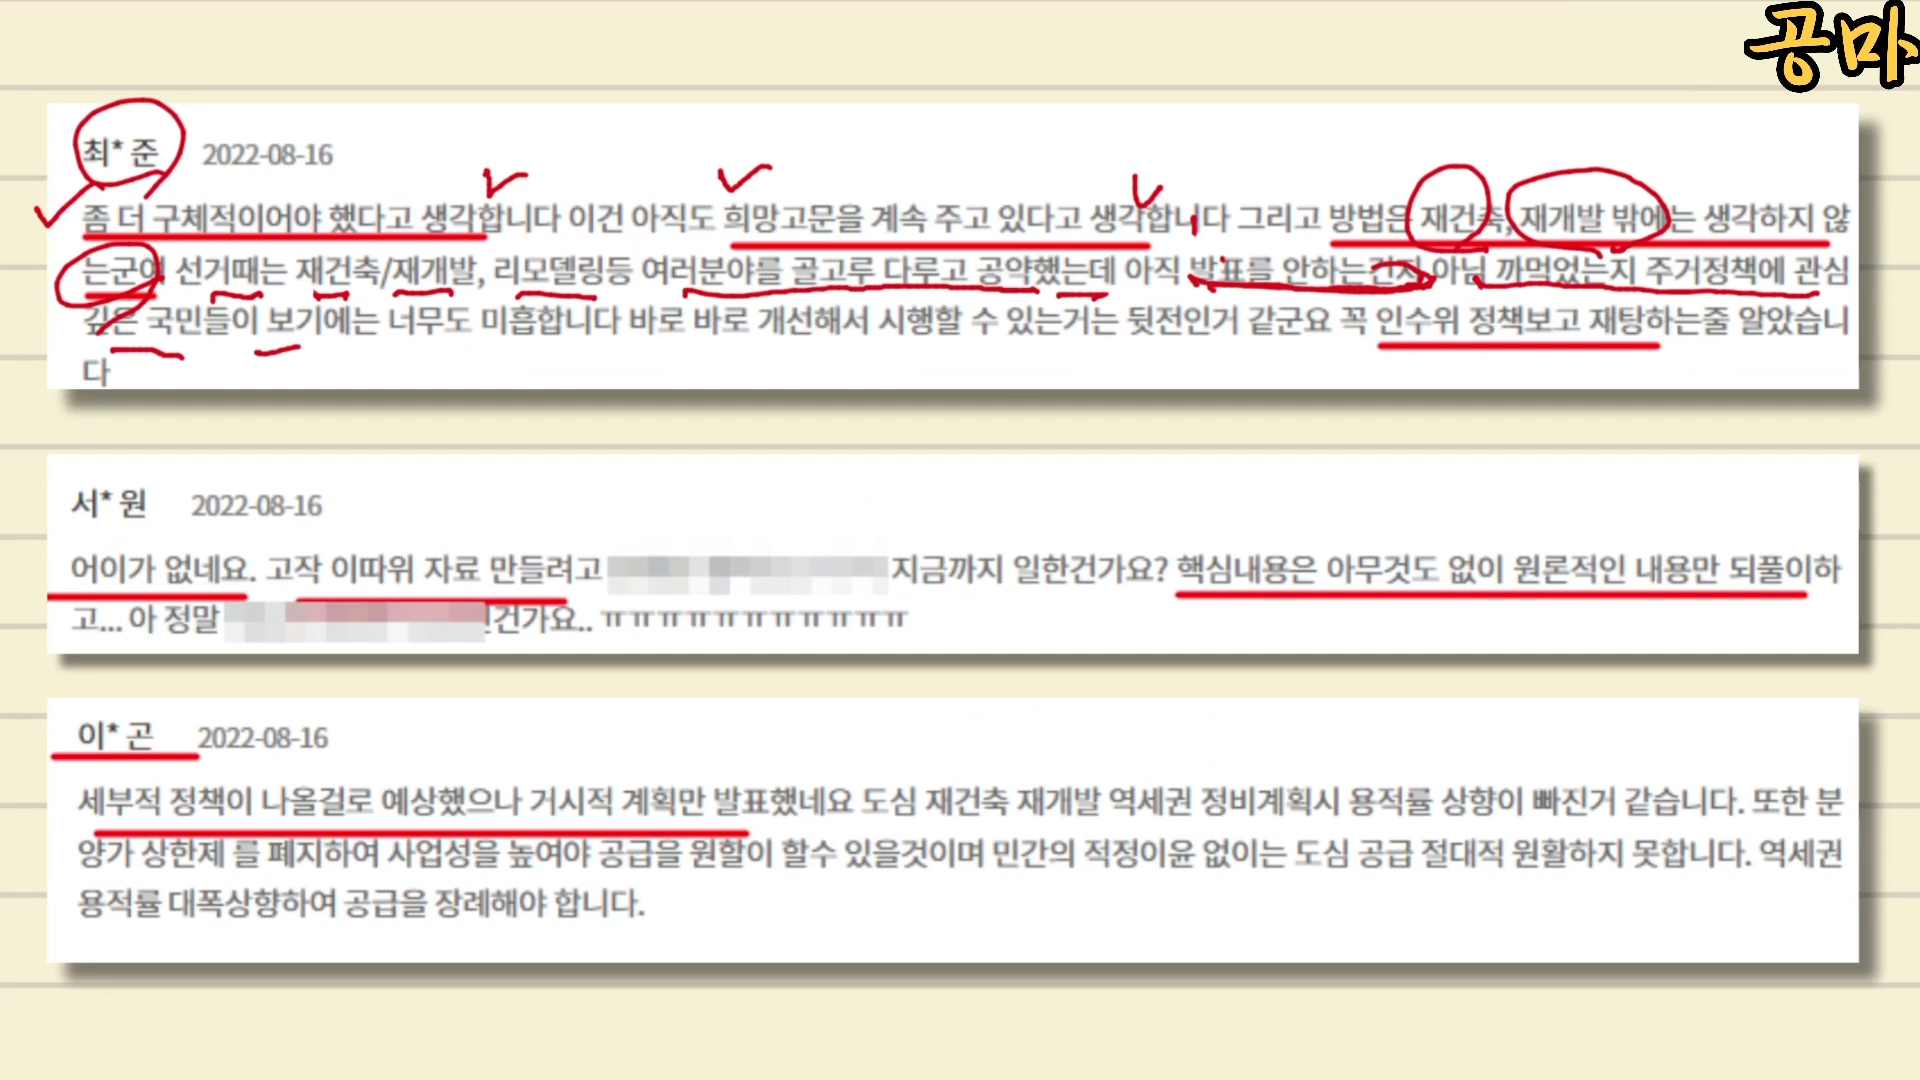 공마
최* 준 2022-08-16
좀 더 구체적이어야 했다고 생각합니다 이건 아직도 희망고문을 계속 주고 있다고 생각합니다 그리고 방법은 재건축, 재개발 밖에는 생각하지 않
는군여 선거때는 재건축/재개발, 리모델링등 여러분야를 골고루 다루고 공약했는데 아직 발표를 안하는건지 아님 까먹었는지 주거정책에 관심
깊은 국민들이 보기에는 너무도 미흡합니다 바로 바로 개선해서 시행할 수 있는거는 뒷전인거 같군요 꼭 인수위 정책보고 재탕하는줄 알았습니
다
서* 원 2022-08-16
어이가 없네요. 고작 이따위 자료 만들려고 지금까지 일한건가요? 핵심내용은 아무것도 없이 원론적인 내용만 되풀이하
고... 아 정말 건가요.. ㅠㅠㅠㅠㅠㅠㅠㅠㅠㅠㅠ
이* 곤 2022-08-16
세부적 정책이 나올걸로 예상했으나 거시적 계획만 발표했네요 도심 재건축 재개발 역세권 정비계획시 용적률 상향이 빠진거 같습니다. 또한 분
양가 상한제 를 폐지하여 사업성을 높여야 공급을 원할이 할수 있을것이며 민간의 적정이윤 없이는 도심 공급 절대적 원활하지 못합니다. 역세권
용적률 대폭상향하여 공급을 장례해야 합니다.